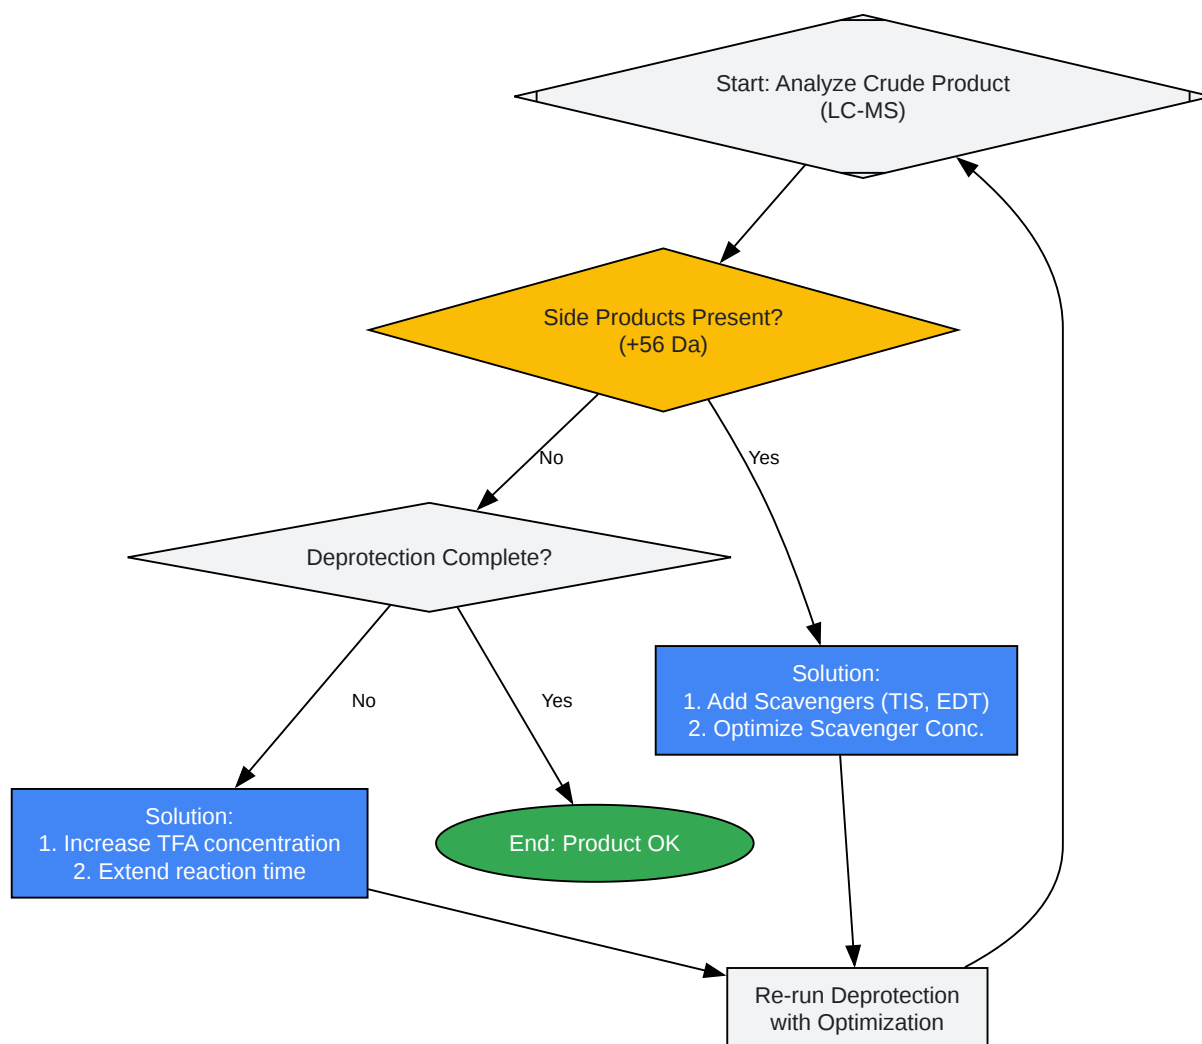 Start: Analyze Crude Product
(LC-MS)
Side Products Present?
(+56 Da)
No
Yes
Deprotection Complete?
No
Yes
Solution:
1. Add Scavengers (TIS, EDT)
2. Optimize Scavenger Conc.
Solution:
1. Increase TFA concentration
2. Extend reaction time
End: Product OK
Re-run Deprotection
with Optimization